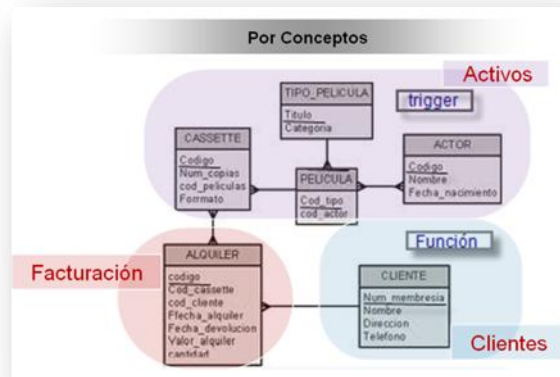 Por Conceptos
Activos
TIPO_PELICULA
Titulo
Categoria
trigger
CASSETTE
Codigo
Num_copias
cod_peliculas
Forrmato
PELICULA
Cod_tipo
cod_actor
ACTOR
Codigo
Nombre
Fecha_nacimiento
Facturación
ALQUILER
codigo
Cod_cassette
cod_cliente
Ffecha_alquiler
Fecha_devolucion
Valor_alquiler
cantidad
Función
CLIENTE
Num_membresia
Nombre
Direccion
Telefono
Clientes